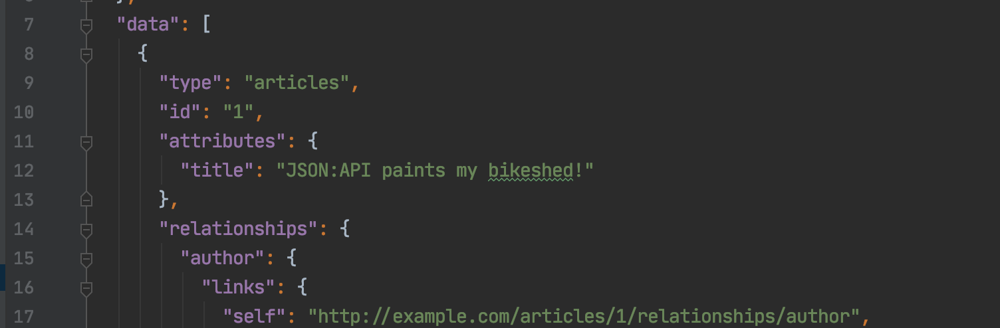 },
7 "data": [
8 {
9 "type": "articles",
10 "id": "1",
11 "attributes": {
12 "title": "JSON:API paints my bikeshed!"
13 },
14 "relationships": {
15 "author": {
16 "links": {
17 "self": "http://example.com/articles/1/relationships/author",